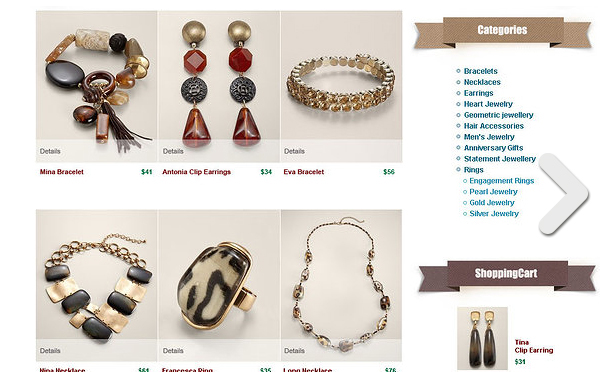 Categories
Details
Details
Details
Mina Bracelet
$41
Antonia Clip Earrings
$34
Eva Bracelet
$56
Bracelets
Necklaces
Earrings
Heart Jewelry
Geometric jewellery
Hair Accessories
Men's Jewelry
Anniversary Gifts
Statement Jewellery
Rings
Engagement Rings
Pearl Jewelry
Gold Jewelry
Silver Jewelry
Details
Details
Details
Nina Necklace
$61
Francesca Ring
$35
Long Necklace
$76
ShoppingCart
Tina
Clip Earring
$31